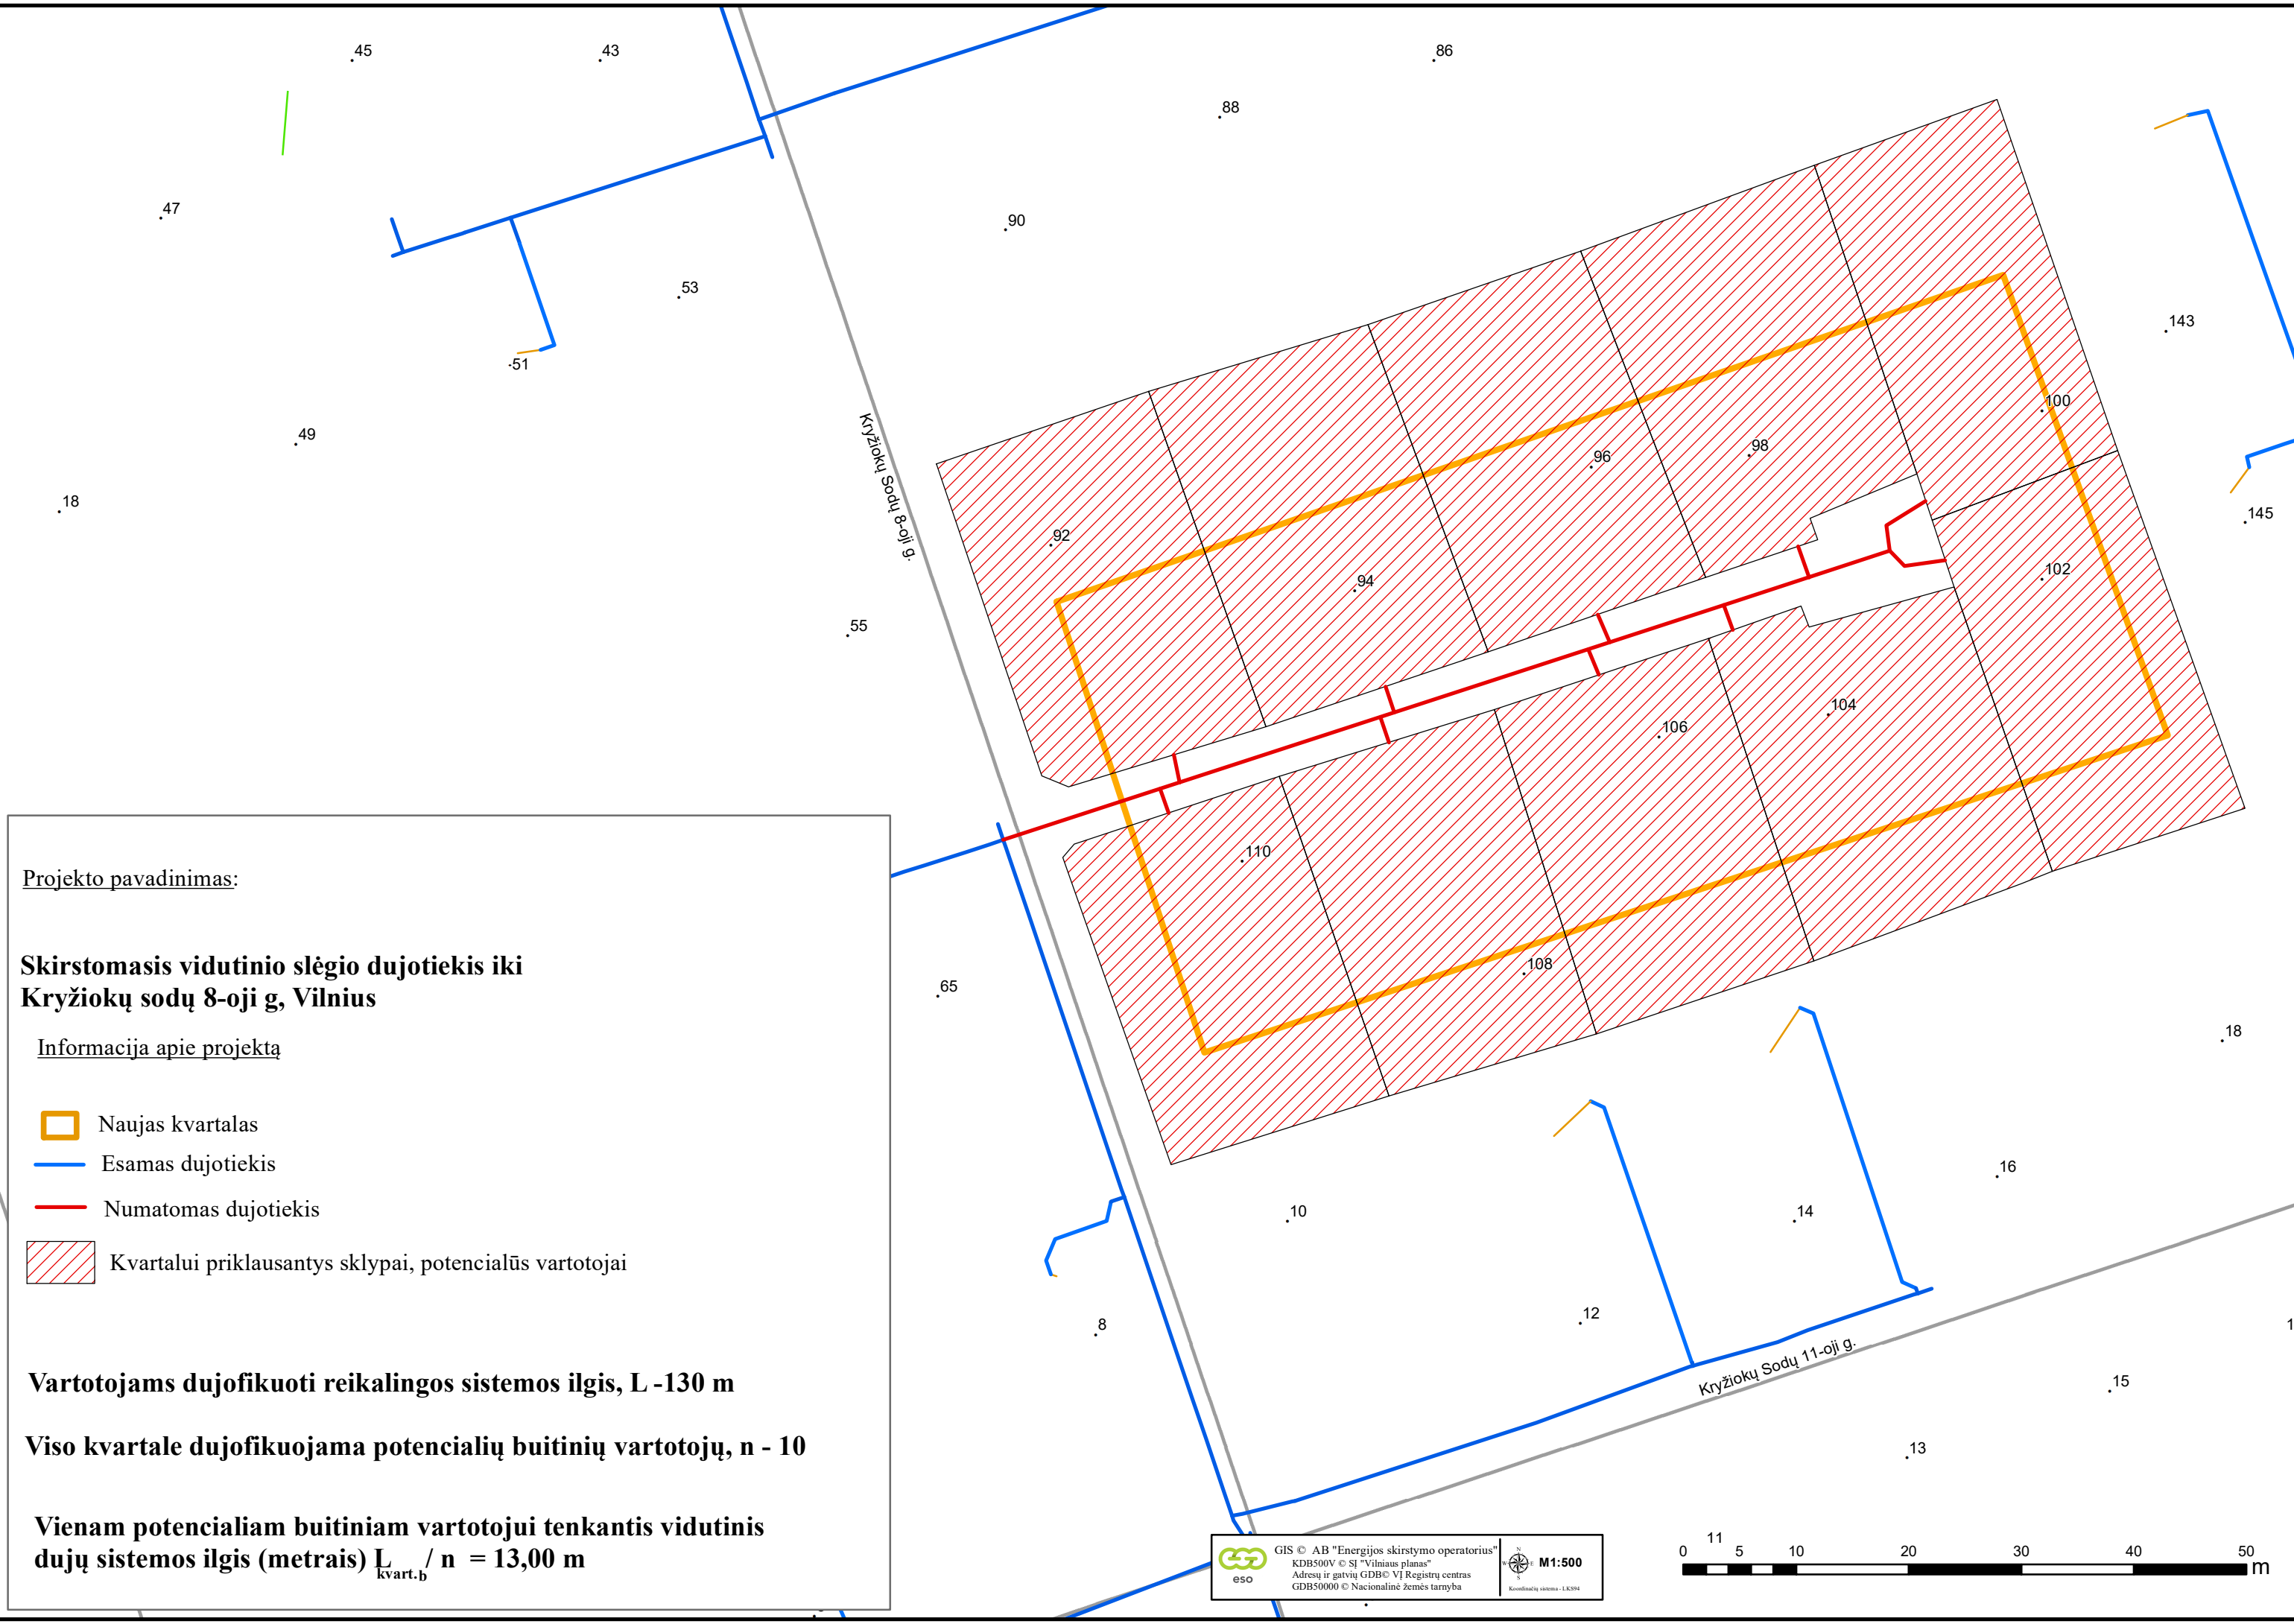 45
43
86
88
47
90
53
143
51
100
Kryžiokų Sodų 8-oji g.
49
98
96
18
145
92
102
94
55
104
106
110
108
65
18
10
16
14
12
8
15
13
Kryžiokų Sodų 11-oji g.
Projekto pavadinimas:
Skirstomasis vidutinio slėgio dujotiekis iki
Kryžiokų sodų 8-oji g, Vilnius
Informacija apie projektą
Naujas kvartalas
Esamas dujotiekis
Numatomas dujotiekis
Kvartalui priklausantys sklypai, potencialūs vartotojai
Vartotojams dujofikuoti reikalingos sistemos ilgis, L -130 m
Viso kvartale dujofikuojama potencialių buitinių vartotojų, n - 10
Vienam potencialiam buitiniam vartotojui tenkantis vidutinis
dujų sistemos ilgis (metrais) L kvart.b / n = 13,00 m
eso
GIS © AB "Energijos skirstymo operatorius"
KDB500V © SĮ "Vilniaus planas"
Adresų ir gatvių GDB© VĮ Registrų centras
GDB50000 © Nacionalinė žemės tarnyba
N
W E
S
M1:500
Koordinačių sistema - LKS94
11
0 5 10 20 30 40 50 m